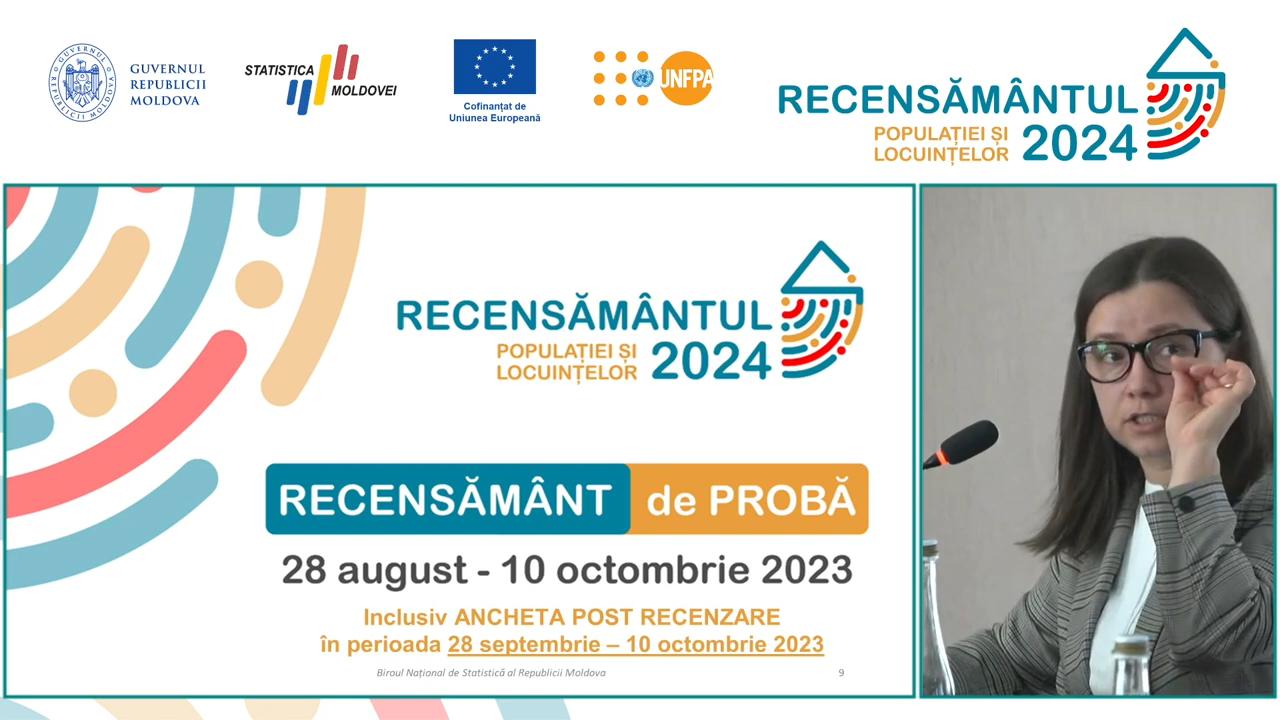 GUVERNUL
REPUBLICII
MOLDOVA
STATISTICA
MOLDOVEI
Cofinanțat de
Uniunea Europeană
UNFPA
RECENSĂMÂNTUL
POPULAȚIEI ȘI
LOCUINȚELOR
2024
RECENSĂMÂNTUL
POPULAȚIEI ȘI
LOCUINȚELOR
2024
RECENSĂMÂNT de PROBĂ
28 august - 10 octombrie 2023
Inclusiv ANCHETA POST RECENZARE
în perioada 28 septembrie – 10 octombrie 2023
Biroul Național de Statistică al Republicii Moldova
9